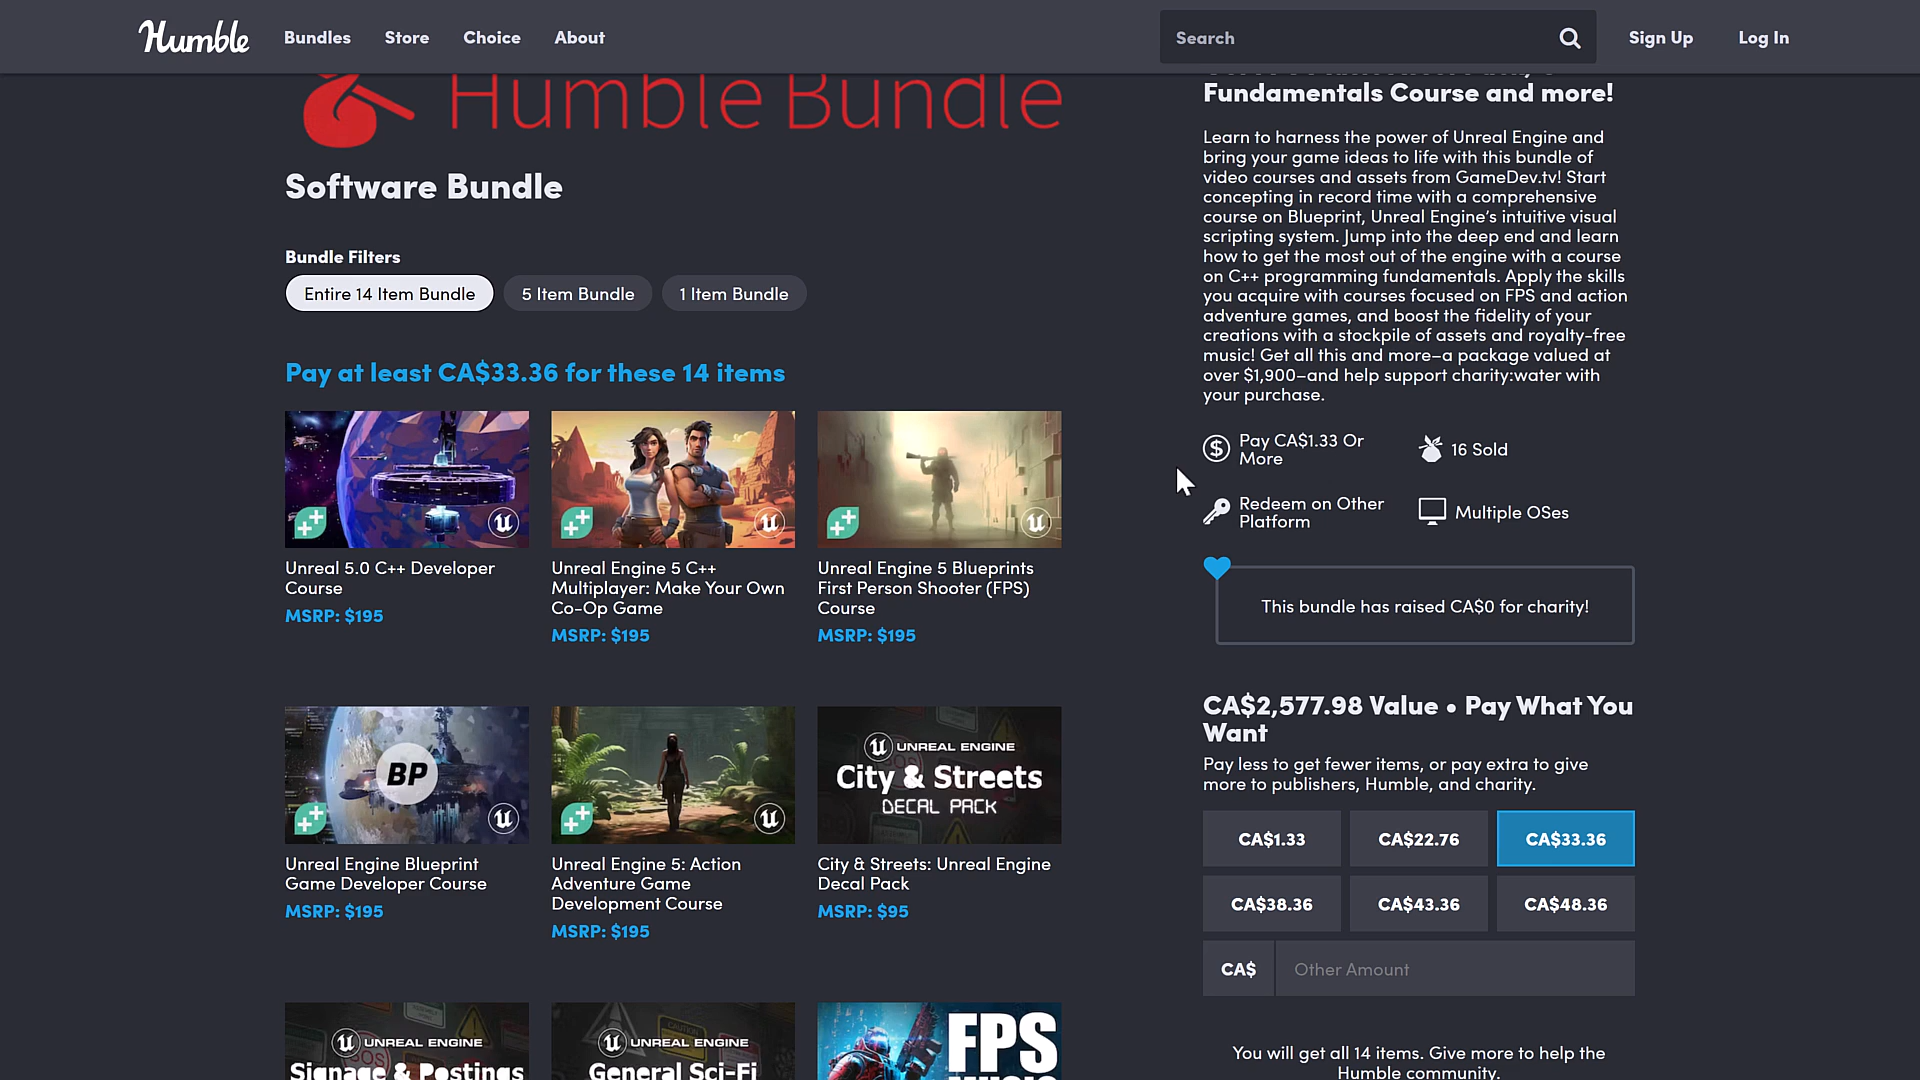 Humble
Bundles
Store
Choice
About
Search
Sign Up
Log In
Humble Bundle
Software Bundle
Bundle Filters
Entire 14 Item Bundle
5 Item Bundle
1 Item Bundle
Pay at least CA$33.36 for these 14 items
Unreal 5.0 C++ Developer
Course
MSRP: $195
Unreal Engine 5 C++
Multiplayer: Make Your Own
Co-Op Game
MSRP: $195
Unreal Engine 5 Blueprints
First Person Shooter (FPS)
Course
MSRP: $195
BP
Unreal Engine Blueprint
Game Developer Course
MSRP: $195
Unreal Engine 5: Action
Adventure Game
Development Course
MSRP: $195
UNREAL ENGINE
City & Streets
DECAL PACK
City & Streets: Unreal Engine
Decal Pack
MSRP: $95
UNREAL ENGINE
Signage & Postings
UNREAL ENGINE
General Sci-Fi
FPS
MUSIC
Fundamentals Course and more!
Learn to harness the power of Unreal Engine and
bring your game ideas to life with this bundle of
video courses and assets from GameDev.tv! Start
concepting in record time with a comprehensive
course on Blueprint, Unreal Engine’s intuitive visual
scripting system. Jump into the deep end and learn
how to get the most out of the engine with a course
on C++ programming fundamentals. Apply the skills
you acquire with courses focused on FPS and action
adventure games, and boost the fidelity of your
creations with a stockpile of assets and royalty-free
music! Get all this and more–a package valued at
over $1,900–and help support charity:water with
your purchase.
Pay CA$1.33 Or
More
16 Sold
Redeem on Other
Platform
Multiple OSes
This bundle has raised CA$0 for charity!
CA$2,577.98 Value • Pay What You
Want
Pay less to get fewer items, or pay extra to give
more to publishers, Humble, and charity.
CA$1.33
CA$22.76
CA$33.36
CA$38.36
CA$43.36
CA$48.36
CA$
Other Amount
You will get all 14 items. Give more to help the
Humble community.